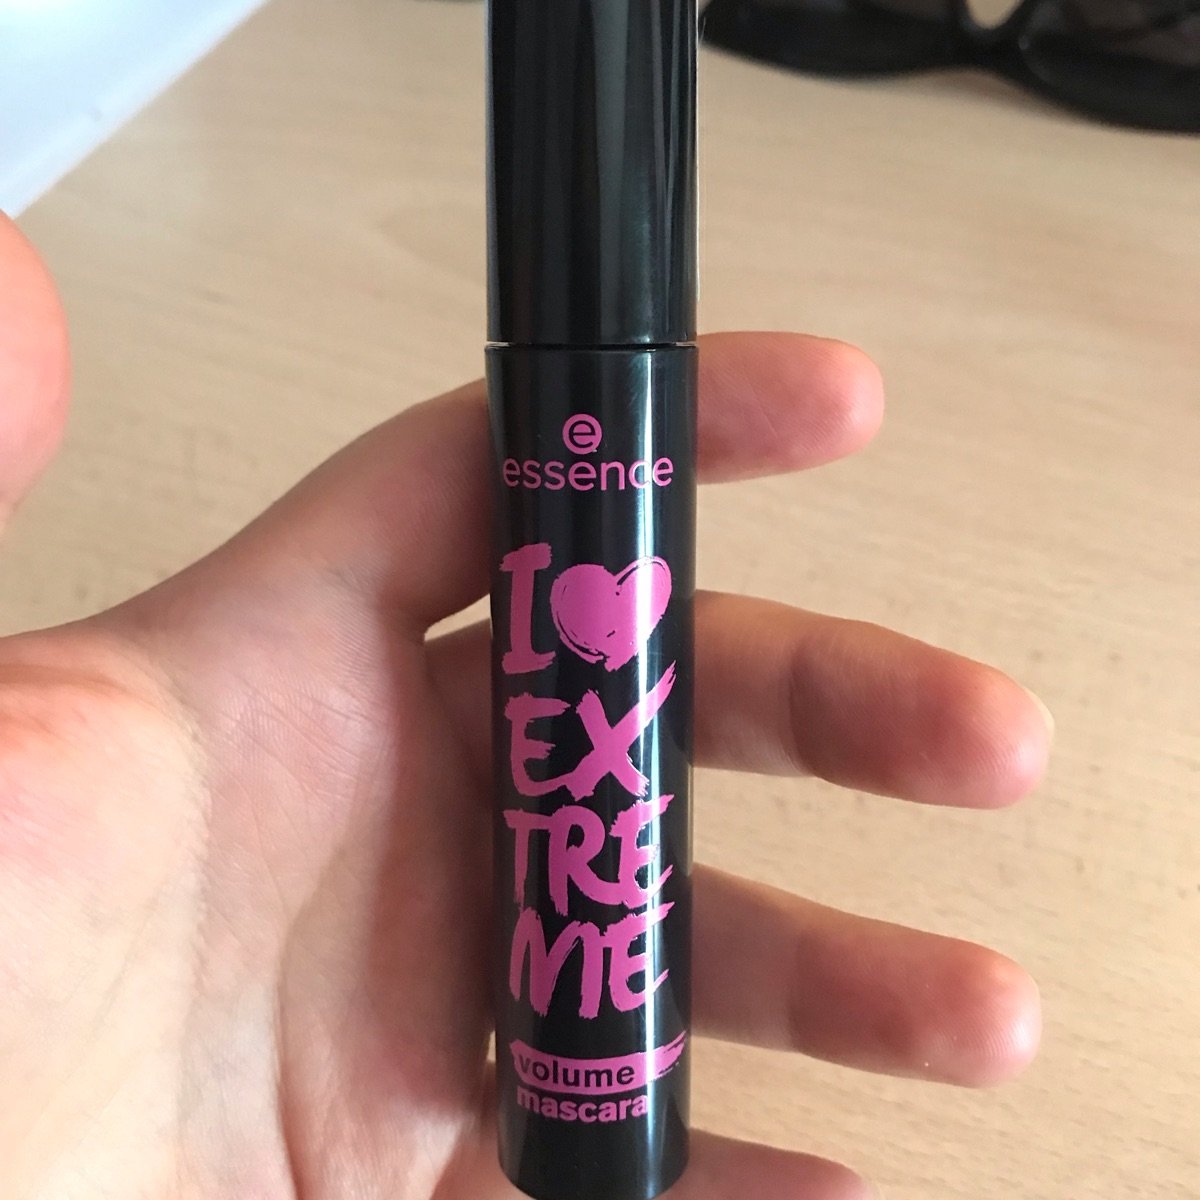 e
essence
I ♥
EX
TRE
ME
volume
mascara